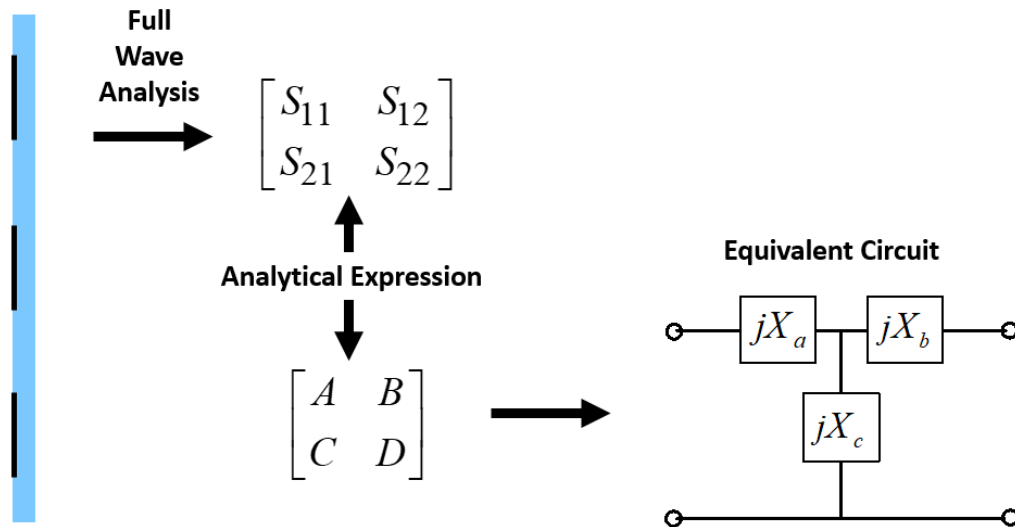 Full
Wave
Analysis
S11 S12
S21 S22
Analytical Expression
A B
C D
Equivalent Circuit
jXa jXb
jXc